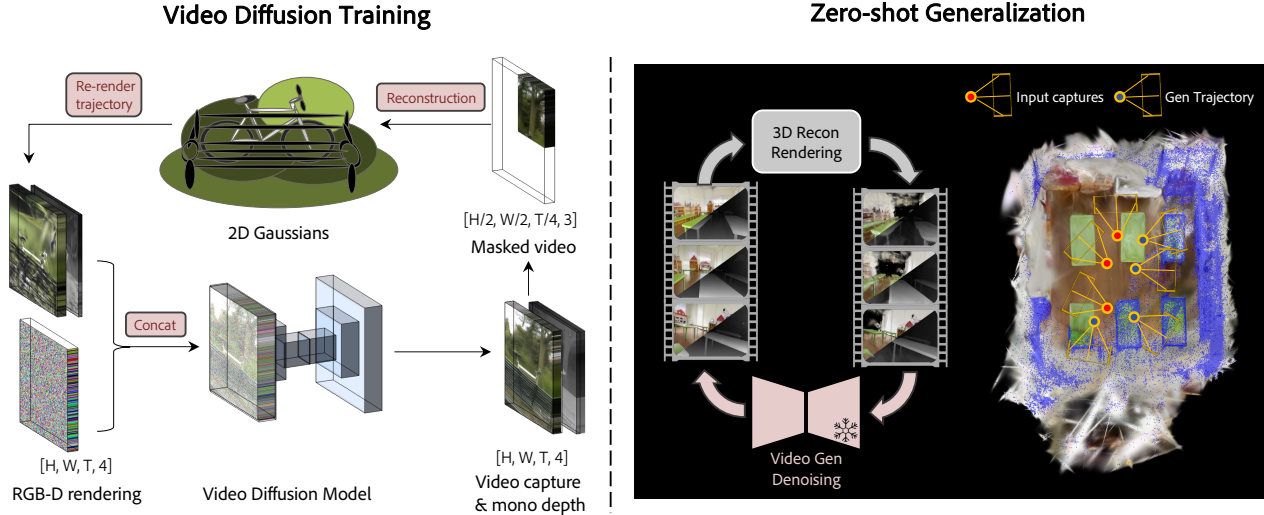 Video Diffusion Training
Zero-shot Generalization
Re-render
trajectory
Reconstruction
2D Gaussians
[H/2, W/2, T/4, 3]
Masked video
Concat
[H, W, T, 4]
RGB-D rendering
Video Diffusion Model
[H, W, T, 4]
Video capture
& mono depth
Input captures
Gen Trajectory
3D Recon
Rendering
Video Gen
Denoising